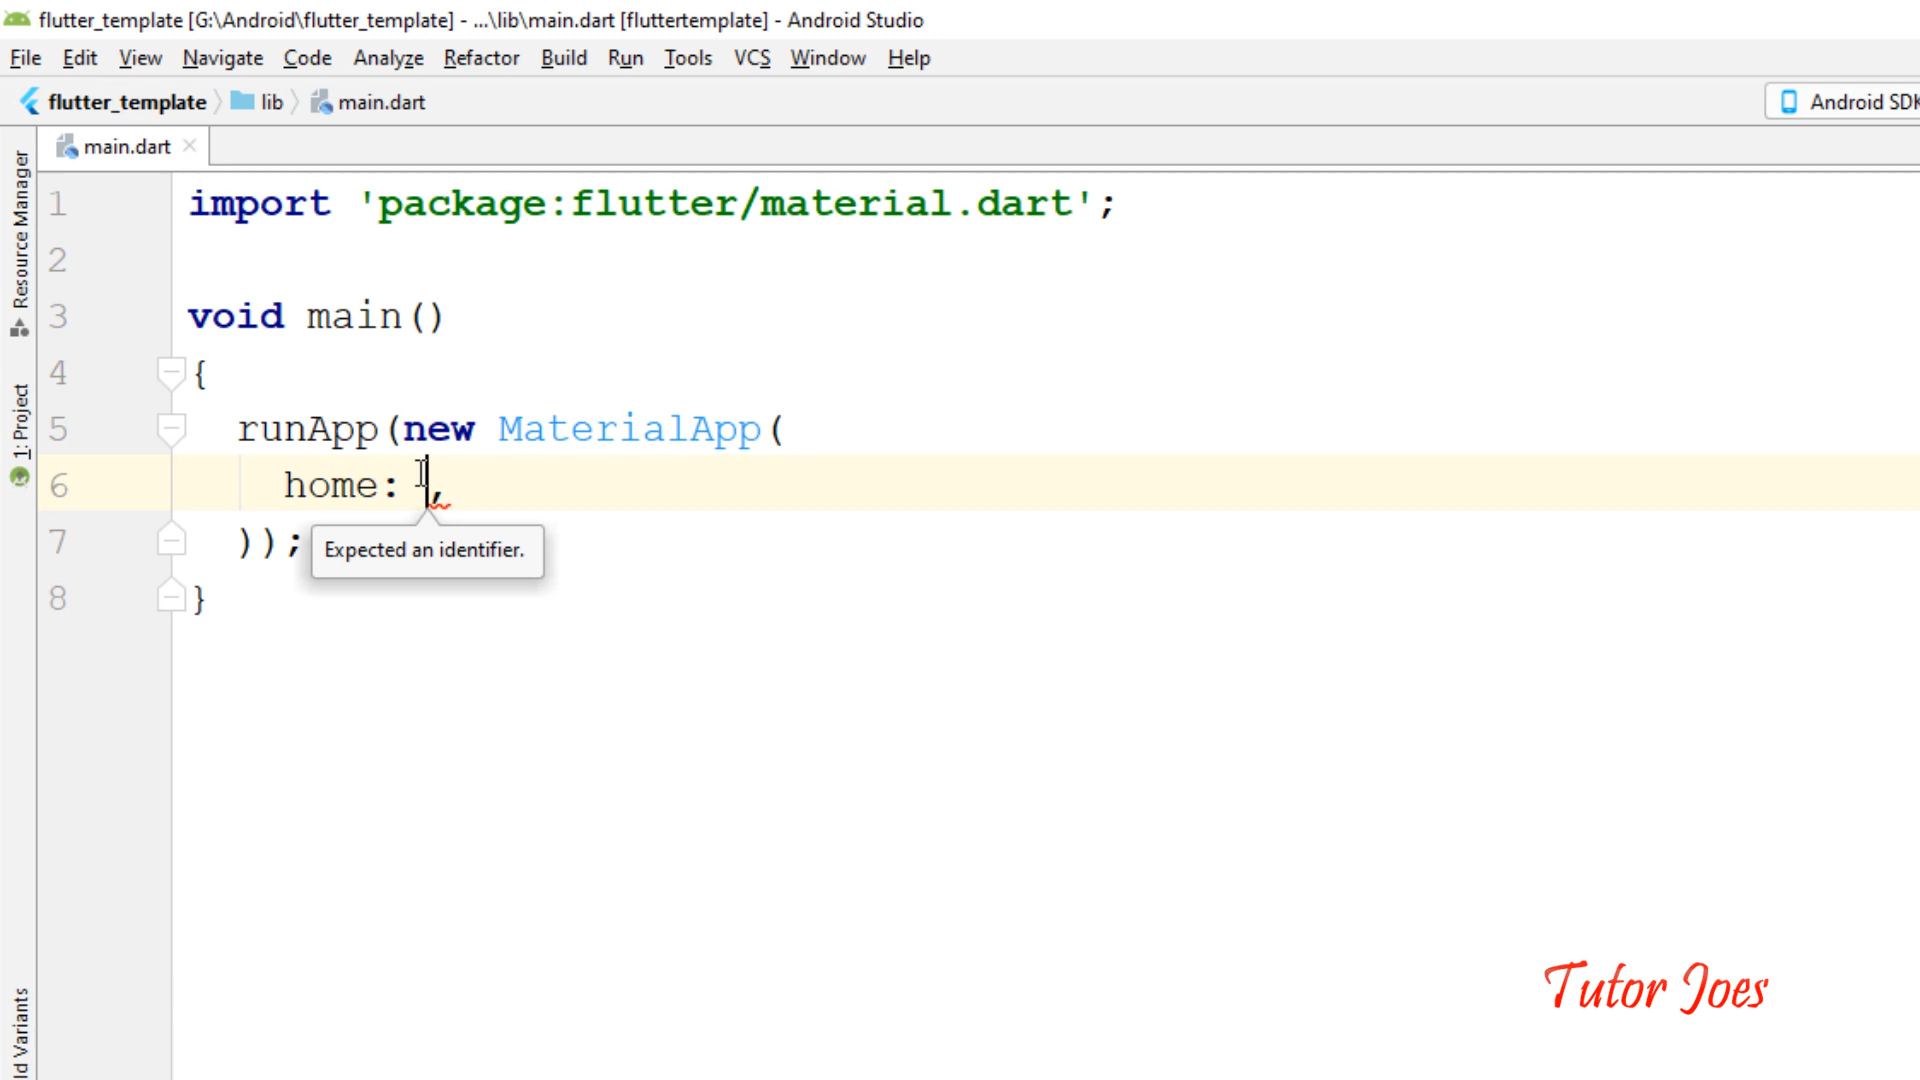 flutter_template [G:\Android\flutter_template] - ...\lib\main.dart [fluttertemplate] - Android Studio
File Edit View Navigate Code Analyze Refactor Build Run Tools VCS Window Help
flutter_template lib main.dart Android SDK
main.dart
Resource Manager
1: Project
ld Variants
1 import 'package:flutter/material.dart';
2
3 void main()
4 {
5 runApp(new MaterialApp(
6 home: ,
7 ));
Expected an identifier.
8 }
Tutor Joes